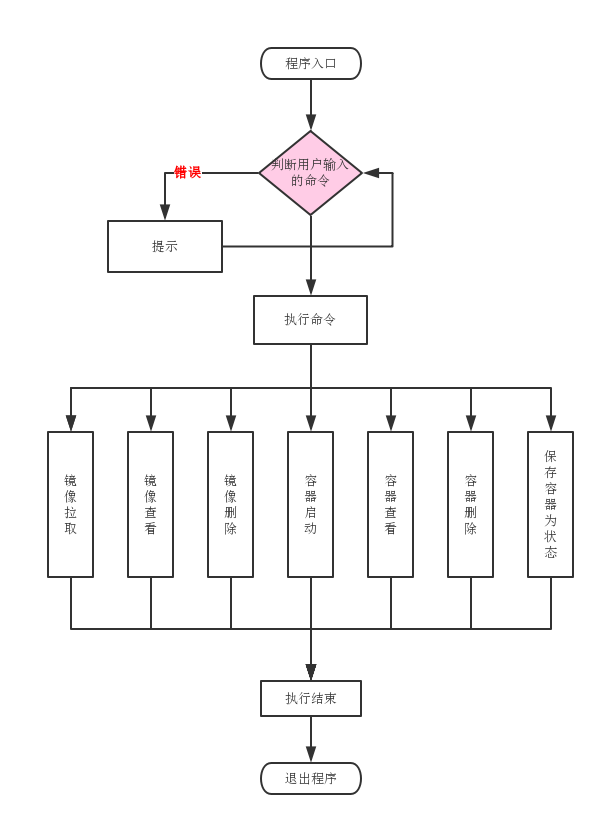 程序入口
判断用户输入
的命令
错误
提示
执行命令
镜像拉取
镜像查看
镜像删除
容器启动
容器查看
容器删除
保存容器为状态
执行结束
退出程序